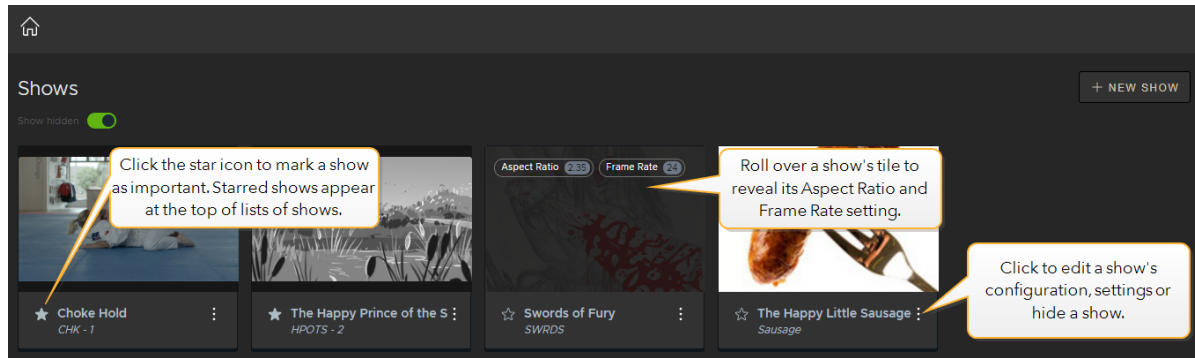 Shows
+ NEW SHOW
Show hidden
Click the star icon to mark a show
as important. Starred shows appear
at the top of lists of shows.
Aspect Ratio 2.35 Frame Rate 24
Roll over a show's tile to
reveal its Aspect Ratio and
Frame Rate setting.
Click to edit a show's
configuration, settings or
hide a show.
Choke Hold
CHK - 1
The Happy Prince of the S
HPOTS - 2
Swords of Fury
SWRDS
The Happy Little Sausage
Sausage